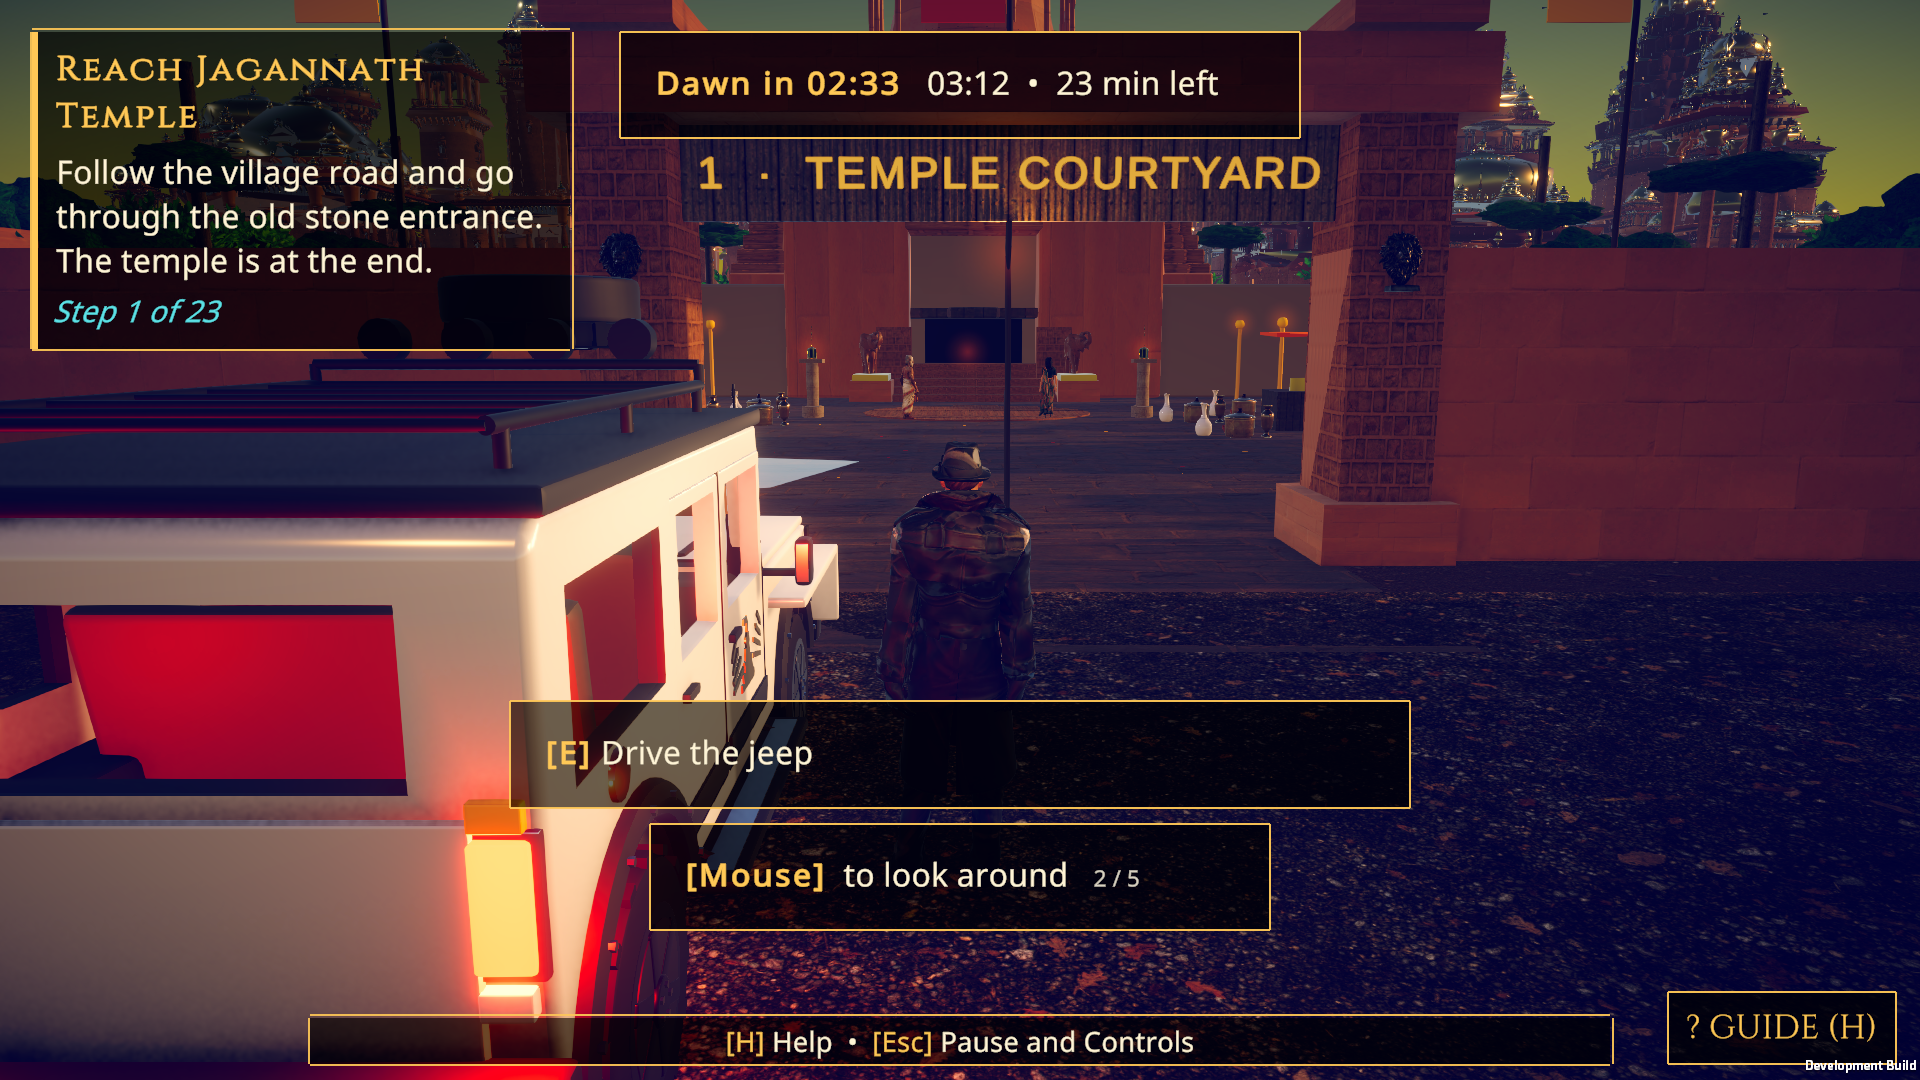 REACH JAGANNATH
TEMPLE
Follow the village road and go
through the old stone entrance.
The temple is at the end.
Step 1 of 23
Dawn in 02:33 03:12 • 23 min left
1 · TEMPLE COURTYARD
[E] Drive the jeep
[Mouse] to look around 2 / 5
[H] Help • [Esc] Pause and Controls
? GUIDE (H)
Development Build